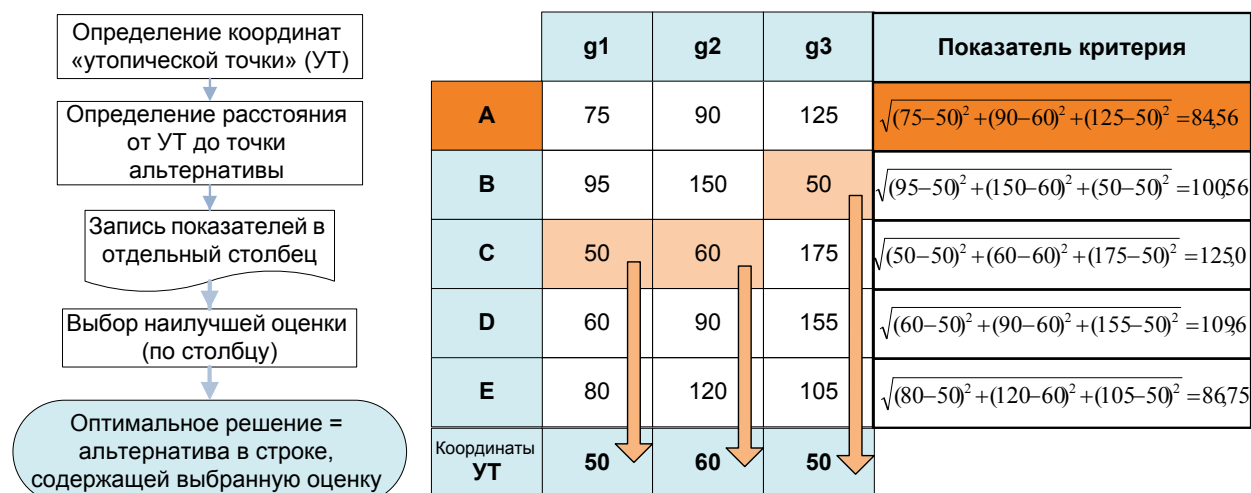 Определение координат
«утопической точки» (УТ)
Определение расстояния
от УТ до точки
альтернативы
Запись показателей в
отдельный столбец
Выбор наилучшей оценки
(по столбцу)
Оптимальное решение =
альтернатива в строке,
содержащей выбранную оценку
g1 g2 g3 Показатель критерия
A 75 90 125 √(75−50)²+(90−60)²+(125−50)² =84,56
B 95 150 50 √(95−50)²+(150−60)²+(50−50)² =100,56
C 50 60 175 √(50−50)²+(60−60)²+(175−50)² =125,0
D 60 90 155 √(60−50)²+(90−60)²+(155−50)² =109,6
E 80 120 105 √(80−50)²+(120−60)²+(105−50)² =86,75
Координаты
УТ 50 60 50